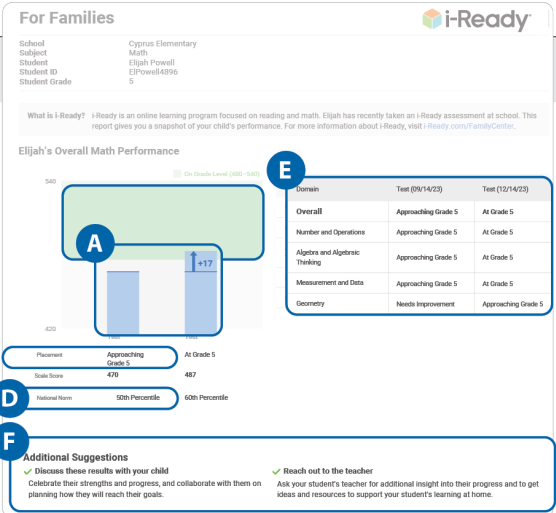 For Families
i-Ready
School Cyprus Elementary
Subject Math
Student Elijah Powell
Student ID ElPowell4896
Student Grade 5
What is i-Ready? i-Ready is an online learning program focused on reading and math. Elijah has recently taken an i-Ready assessment at school. This
report gives you a snapshot of your child's performance. For more information about i-Ready, visit i-Ready.com/FamilyCenter.
Elijah's Overall Math Performance
On Grade Level (480-540)
540
A
+17
420
Placement Approaching Grade 5 At Grade 5
Scale Score 470 487
D
National Norm 50th Percentile 60th Percentile
E
Domain Test (09/14/23) Test (12/14/23)
Overall Approaching Grade 5 At Grade 5
Number and Operations Approaching Grade 5 At Grade 5
Algebra and Algebraic
Thinking Approaching Grade 5 At Grade 5
Measurement and Data Approaching Grade 5 At Grade 5
Geometry Needs Improvement Approaching Grade 5
F
Additional Suggestions
✓ Discuss these results with your child
Celebrate their strengths and progress, and collaborate with them on
planning how they will reach their goals.
✓ Reach out to the teacher
Ask your student's teacher for additional insight into their progress and to get
ideas and resources to support your student's learning at home.